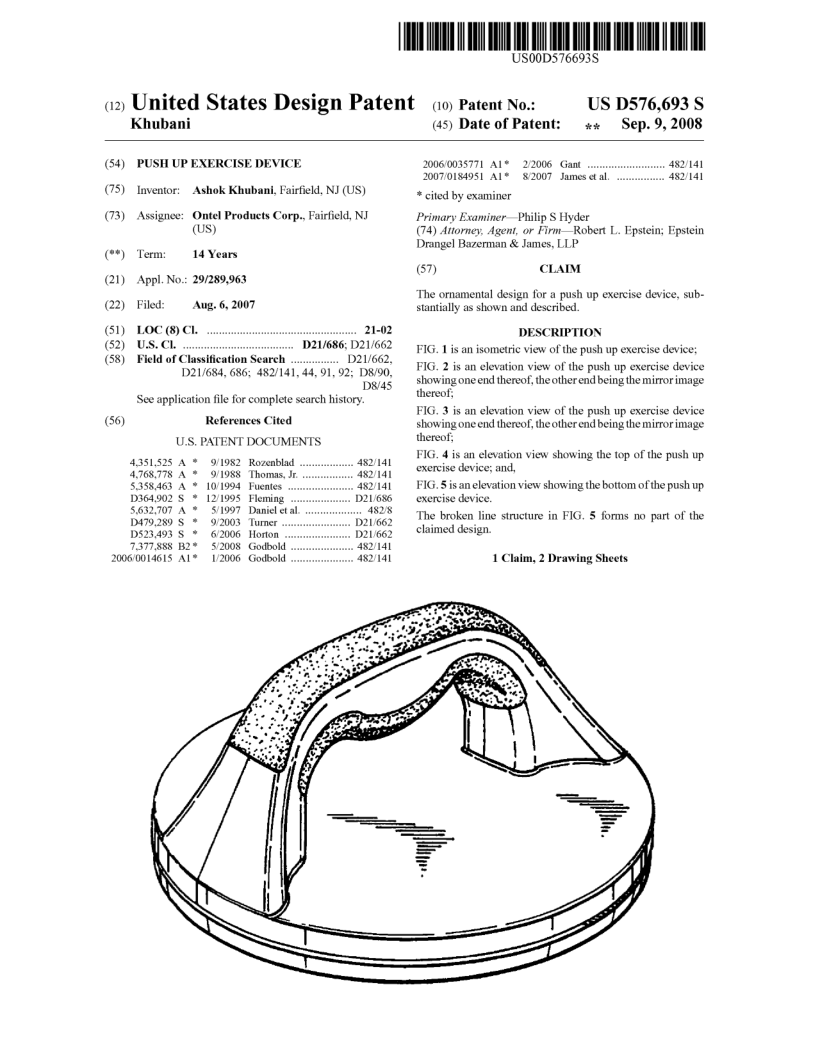 US00D576693S
(12) United States Design Patent
Khubani
(10) Patent No.: US D576,693 S
(45) Date of Patent: ** Sep. 9, 2008
(54) PUSH UP EXERCISE DEVICE
(75) Inventor: Ashok Khubani, Fairfield, NJ (US)
(73) Assignee: Ontel Products Corp., Fairfield, NJ
(US)
(**) Term: 14 Years
(21) Appl. No.: 29/289,963
(22) Filed: Aug. 6, 2007
(51) LOC (8) Cl. .................................................. 21-02
(52) U.S. Cl. ..................................... D21/686; D21/662
(58) Field of Classification Search ................ D21/662,
D21/684, 686; 482/141, 44, 91, 92; D8/90,
D8/45
See application file for complete search history.
(56) References Cited
U.S. PATENT DOCUMENTS
4,351,525 A * 9/1982 Rozenblad .................. 482/141
4,768,778 A * 9/1988 Thomas, Jr. ................. 482/141
5,358,463 A * 10/1994 Fuentes ...................... 482/141
D364,902 S * 12/1995 Fleming .................... D21/686
5,632,707 A * 5/1997 Daniel et al. ................... 482/8
D479,289 S * 9/2003 Turner ....................... D21/662
D523,493 S * 6/2006 Horton ...................... D21/662
7,377,888 B2 * 5/2008 Godbold ..................... 482/141
2006/0014615 A1 * 1/2006 Godbold ..................... 482/141
2006/0035771 A1 * 2/2006 Gant .......................... 482/141
2007/0184951 A1 * 8/2007 James et al. ................ 482/141
* cited by examiner
Primary Examiner—Philip S Hyder
(74) Attorney, Agent, or Firm—Robert L. Epstein; Epstein
Drangel Bazerman & James, LLP
(57) CLAIM
The ornamental design for a push up exercise device, sub-
stantially as shown and described.
DESCRIPTION
FIG. 1 is an isometric view of the push up exercise device;
FIG. 2 is an elevation view of the push up exercise device
showing one end thereof, the other end being the mirror image
thereof;
FIG. 3 is an elevation view of the push up exercise device
showing one end thereof, the other end being the mirror image
thereof;
FIG. 4 is an elevation view showing the top of the push up
exercise device; and,
FIG. 5 is an elevation view showing the bottom of the push up
exercise device.
The broken line structure in FIG. 5 forms no part of the
claimed design.
1 Claim, 2 Drawing Sheets